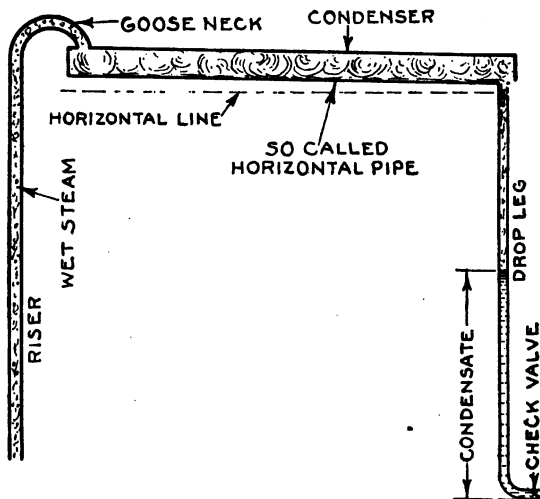 GOOSE NECK
CONDENSER
HORIZONTAL LINE
SO CALLED
HORIZONTAL PIPE
WET STEAM
RISER
DROP LEG
CONDENSATE
CHECK VALVE